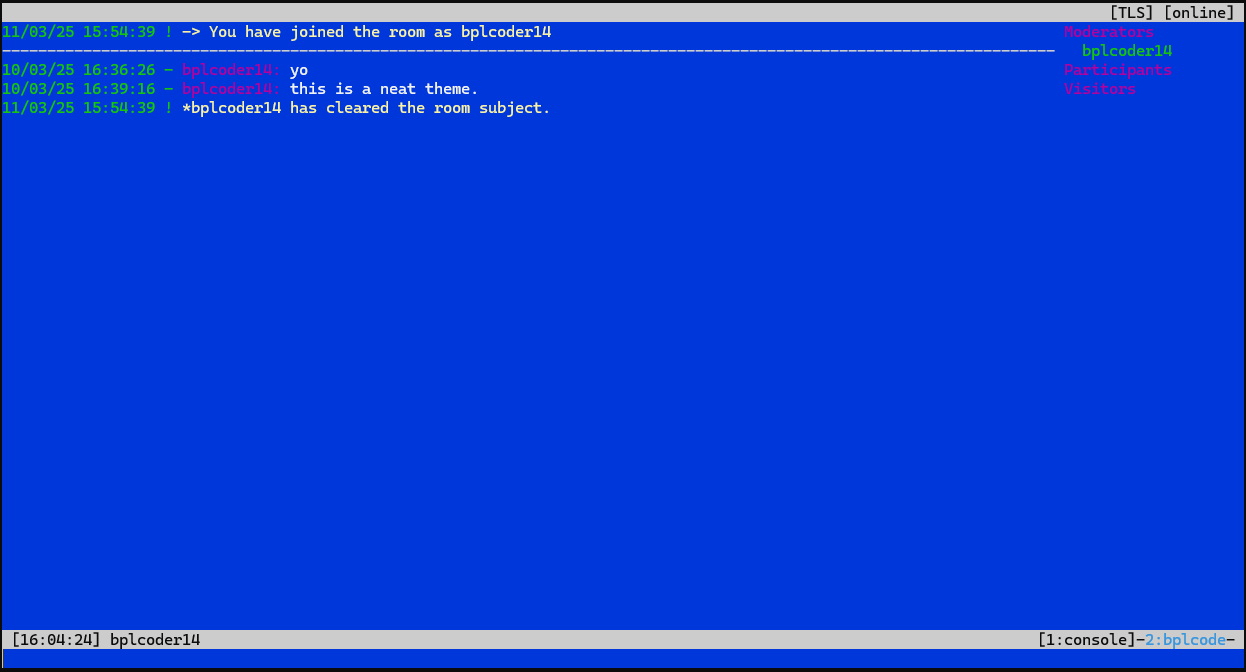 [TLS] [online]
11/03/25 15:54:39 ! -> You have joined the room as bplcoder14
Moderators
bplcoder14
10/03/25 16:36:26 - bplcoder14: yo
Participants
10/03/25 16:39:16 - bplcoder14: this is a neat theme.
Visitors
11/03/25 15:54:39 ! *bplcoder14 has cleared the room subject.
[16:04:24] bplcoder14
[1:console]-2:bplcode-